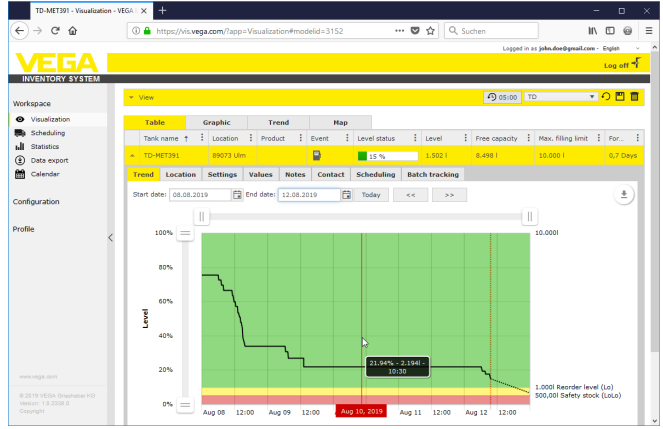 TD-MET391 - Visualization - VEGA I
https://vis.vega.com/?app=Visualization#modelid=3152
Suchen
Logged in as john.doe@gmail.com - English
VEGA
INVENTORY SYSTEM
Log off
Workspace
Visualization
Scheduling
Statistics
Data export
Calendar
Configuration
Profile
www.vega.com
© 2019 VEGA Grieshaber KG
Copyright
View
05:00
TD
Table Graphic Trend Map
Tank name Location Product Event Level status Level Free capacity Max. filling limit For...
TD-MET391 89073 Ulm 15 % 1.502 l 8.498 l 10.000 l 0,7 Days
Trend Location Settings Values Notes Contact Scheduling Batch tracking
Start date: 08.08.2019 End date: 12.08.2019 Today << >>
100%
80%
60%
40%
20%
0%
Level
10.000l
21.94% - 2.194l -
10:30
1.000l Reorder level (Lo)
500,00l Safety stock (LoLo)
Aug 08 12:00 Aug 09 12:00 Aug 10, 2019 Aug 11 12:00 Aug 12 12:00